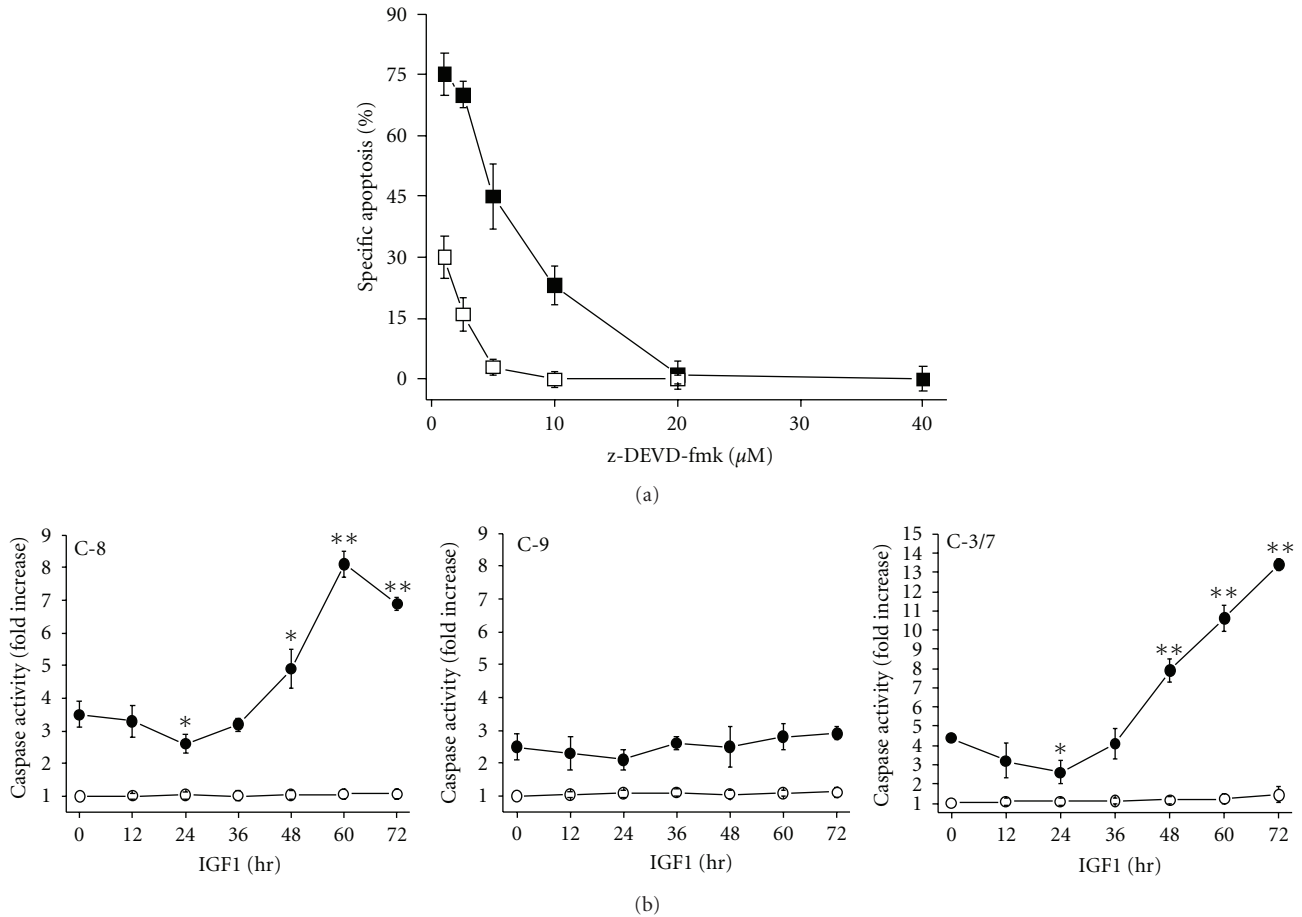 90
75
60
45
30
15
0
Specific apoptosis (%)
0 10 20 30 40
z-DEVD-fmk (μM)
(a)
C-8
9
8
7
6
5
4
3
2
1
Caspase activity (fold increase)
* * ** **
0 12 24 36 48 60 72
IGF1 (hr)
C-9
9
8
7
6
5
4
3
2
1
Caspase activity (fold increase)
0 12 24 36 48 60 72
IGF1 (hr)
C-3/7
15
14
13
12
11
10
9
8
7
6
5
4
3
2
1
Caspase activity (fold increase)
* ** ** **
0 12 24 36 48 60 72
IGF1 (hr)
(b)